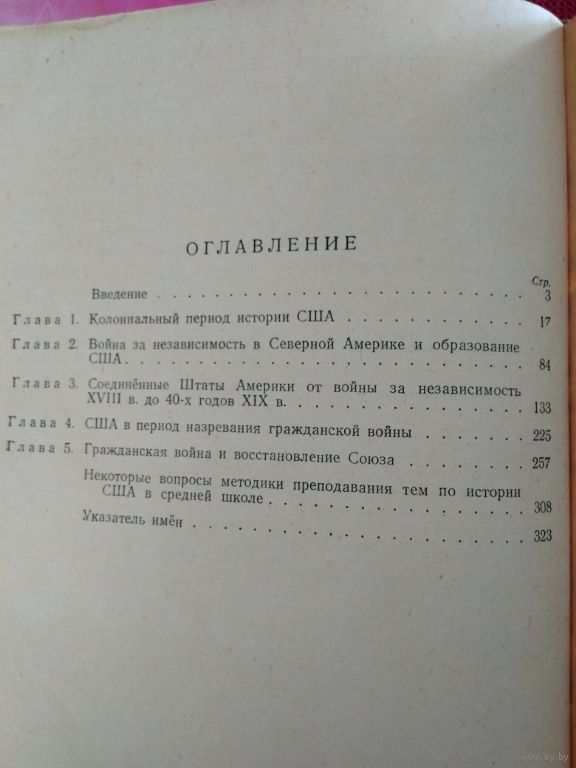 ОГЛАВЛЕНИЕ
Стр.
Введение . . . . . . . . . . . . . . . . . . . . . . 3
Глава 1. Колониальный период истории США . . . . . . . . . . 17
Глава 2. Война за независимость в Северной Америке и образование
США. . . . . . . . . . . . . . . . . . . . . . . 84
Глава 3. Соединённые Штаты Америки от войны за независимость
XVIII в. до 40-х годов XIX в. . . . . . . . . . . . . . 133
Глава 4. США в период назревания гражданской войны . . . . . . 225
Глава 5. Гражданская война и восстановление Союза . . . . . . . 257
Некоторые вопросы методики преподавания тем по истории
США в средней школе . . . . . . . . . . . . . . . 308
Указатель имён . . . . . . . . . . . . . . . . . . . . 323
www.ay.by